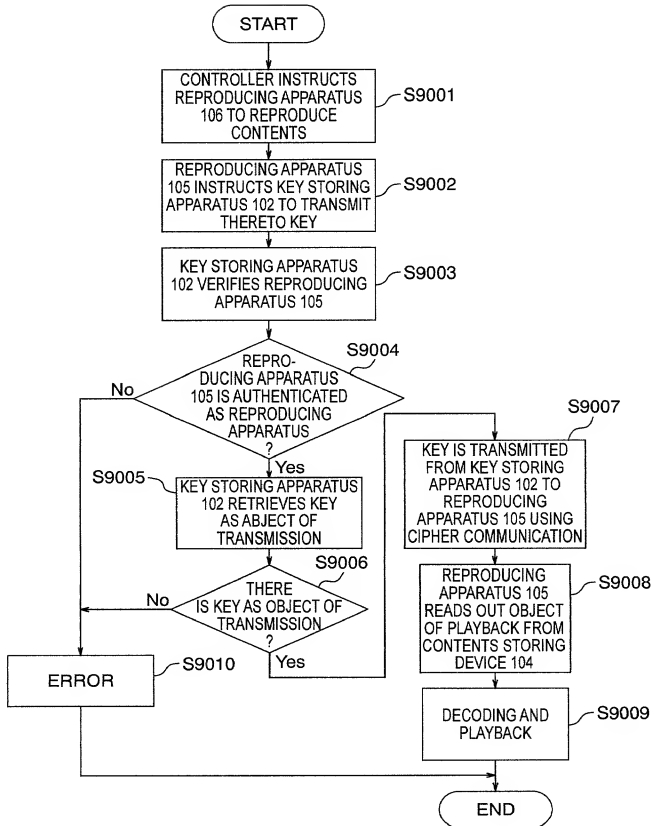 START
CONTROLLER INSTRUCTS
REPRODUCING APPARATUS
106 TO REPRODUCE
CONTENTS
S9001
REPRODUCING APPARATUS
105 INSTRUCTS KEY STORING
APPARATUS 102 TO TRANSMIT
THERETO KEY
S9002
KEY STORING APPARATUS
102 VERIFIES REPRODUCING
APPARATUS 105
S9003
S9004
REPRO-
DUCING APPARATUS
105 IS AUTHENTICATED
AS REPRODUCING
APPARATUS
?
No
Yes
S9005
KEY STORING APPARATUS
102 RETRIEVES KEY
AS ABJECT OF
TRANSMISSION
S9006
THERE
IS KEY AS OBJECT OF
TRANSMISSION
?
No
Yes
S9007
KEY IS TRANSMITTED
FROM KEY STORING
APPARATUS 102 TO
REPRODUCING
APPARATUS 105 USING
CIPHER COMMUNICATION
REPRODUCING
APPARATUS 105
READS OUT OBJECT
OF PLAYBACK FROM
CONTENTS STORING
DEVICE 104
S9008
ERROR
S9010
DECODING AND
PLAYBACK
S9009
END